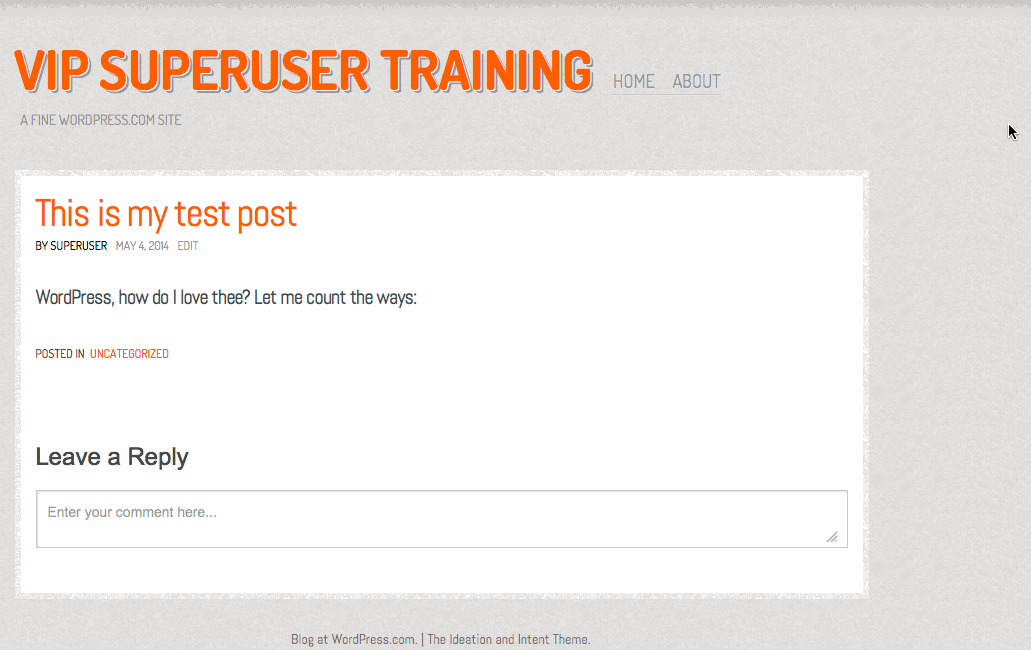 VIP SUPERUSER TRAINING HOME ABOUT
A FINE WORDPRESS.COM SITE
This is my test post
BY SUPERUSER MAY 4, 2014 EDIT
WordPress, how do I love thee? Let me count the ways:
POSTED IN UNCATEGORIZED
Leave a Reply
Enter your comment here...
Blog at WordPress.com. | The Ideation and Intent Theme.